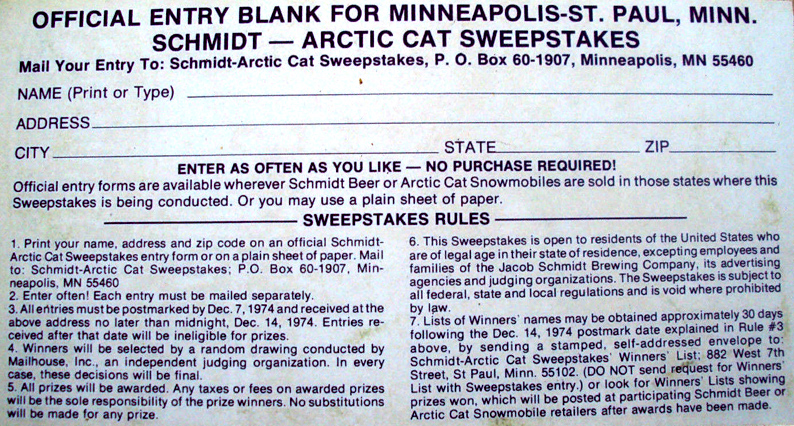 OFFICIAL ENTRY BLANK FOR MINNEAPOLIS-ST. PAUL, MINN.
SCHMIDT — ARCTIC CAT SWEEPSTAKES
Mail Your Entry To: Schmidt-Arctic Cat Sweepstakes, P. O. Box 60-1907, Minneapolis, MN 55460
NAME (Print or Type)
ADDRESS
CITY STATE ZIP
ENTER AS OFTEN AS YOU LIKE — NO PURCHASE REQUIRED!
Official entry forms are available wherever Schmidt Beer or Arctic Cat Snowmobiles are sold in those states where this
Sweepstakes is being conducted. Or you may use a plain sheet of paper.
SWEEPSTAKES RULES
1. Print your name, address and zip code on an official Schmidt-
Arctic Cat Sweepstakes entry form or on a plain sheet of paper. Mail
to: Schmidt-Arctic Cat Sweepstakes; P.O. Box 60-1907, Min-
neapolis, MN 55460
2. Enter often! Each entry must be mailed separately.
3. All entries must be postmarked by Dec. 7, 1974 and received at the
above address no later than midnight, Dec. 14, 1974. Entries re-
ceived after that date will be ineligible for prizes.
4. Winners will be selected by a random drawing conducted by
Mailhouse, Inc., an independent judging organization. In every
case, these decisions will be final.
5. All prizes will be awarded. Any taxes or fees on awarded prizes
will be the sole responsibility of the prize winners. No substitutions
will be made for any prize.
6. This Sweepstakes is open to residents of the United States who
are of legal age in their state of residence, excepting employees and
families of the Jacob Schmidt Brewing Company, its advertising
agencies and judging organizations. The Sweepstakes is subject to
all federal, state and local regulations and is void where prohibited
by law.
7. Lists of Winners' names may be obtained approximately 30 days
following the Dec. 14, 1974 postmark date explained in Rule #3
above, by sending a stamped, self-addressed envelope to:
Schmidt-Arctic Cat Sweepstakes' Winners' List; 882 West 7th
Street, St Paul, Minn. 55102. (DO NOT send request for Winners'
List with Sweepstakes entry.) or look for Winners' Lists showing
prizes won, which will be posted at participating Schmidt Beer or
Arctic Cat Snowmobile retailers after awards have been made.